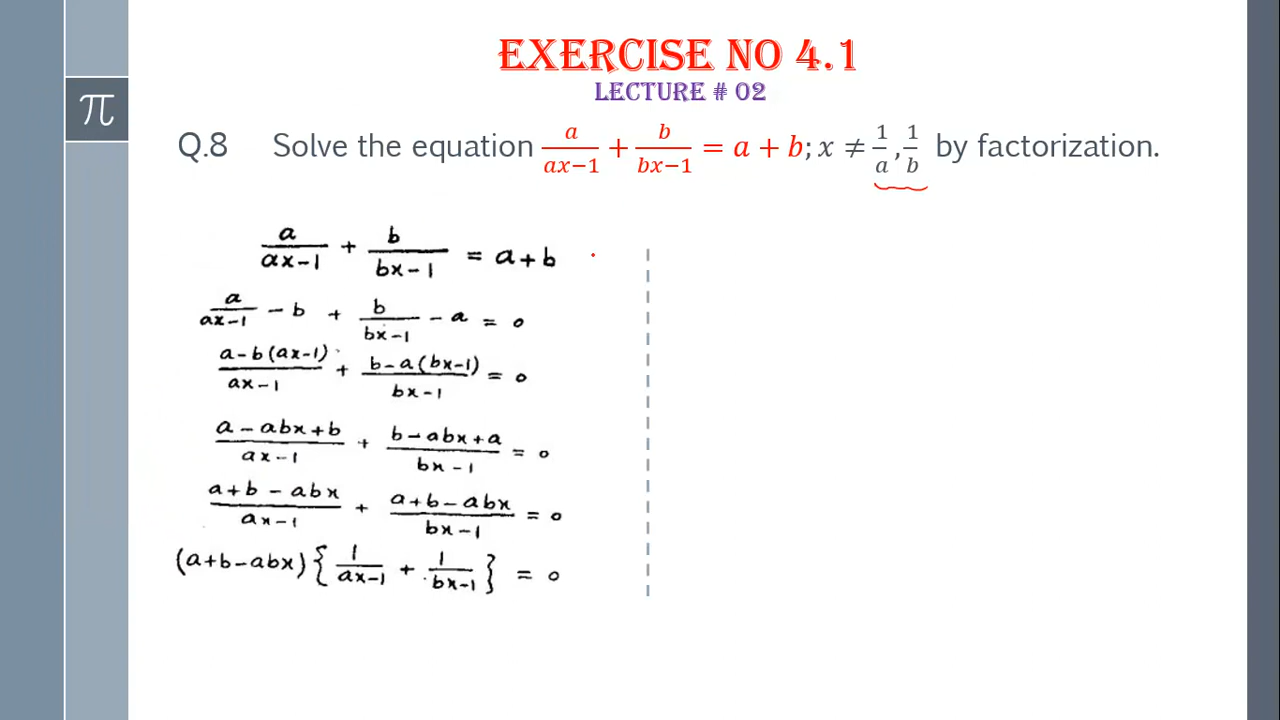 EXERCISE NO 4.1
LECTURE # 02
π
Q.8 Solve the equation a/(ax−1) + b/(bx−1) = a + b; x ≠ 1/a, 1/b by factorization.
a/(ax−1) + b/(bx−1) = a+b
a/(ax−1) − b + b/(bx−1) − a = 0
(a−b(ax−1))/(ax−1) + (b−a(bx−1))/(bx−1) = 0
(a−abx+b)/(ax−1) + (b−abx+a)/(bx−1) = 0
(a+b−abx)/(ax−1) + (a+b−abx)/(bx−1) = 0
(a+b−abx){1/(ax−1) + 1/(bx−1)} = 0